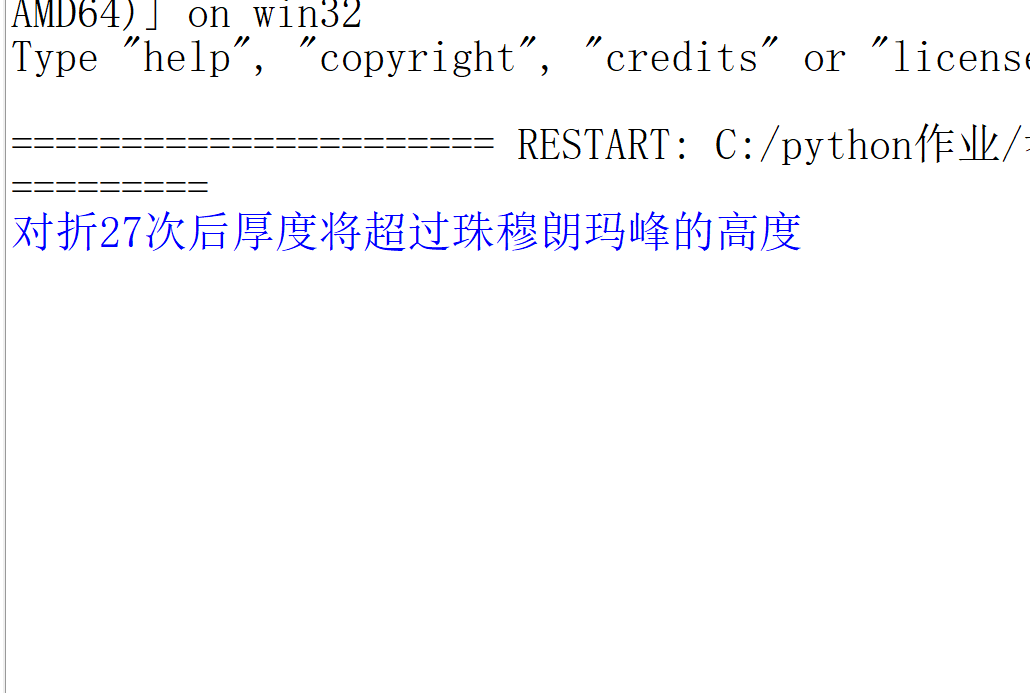 AMD64)] on win32
Type "help", "copyright", "credits" or "license
====================== RESTART: C:/python作业/
=========
对折27次后厚度将超过珠穆朗玛峰的高度